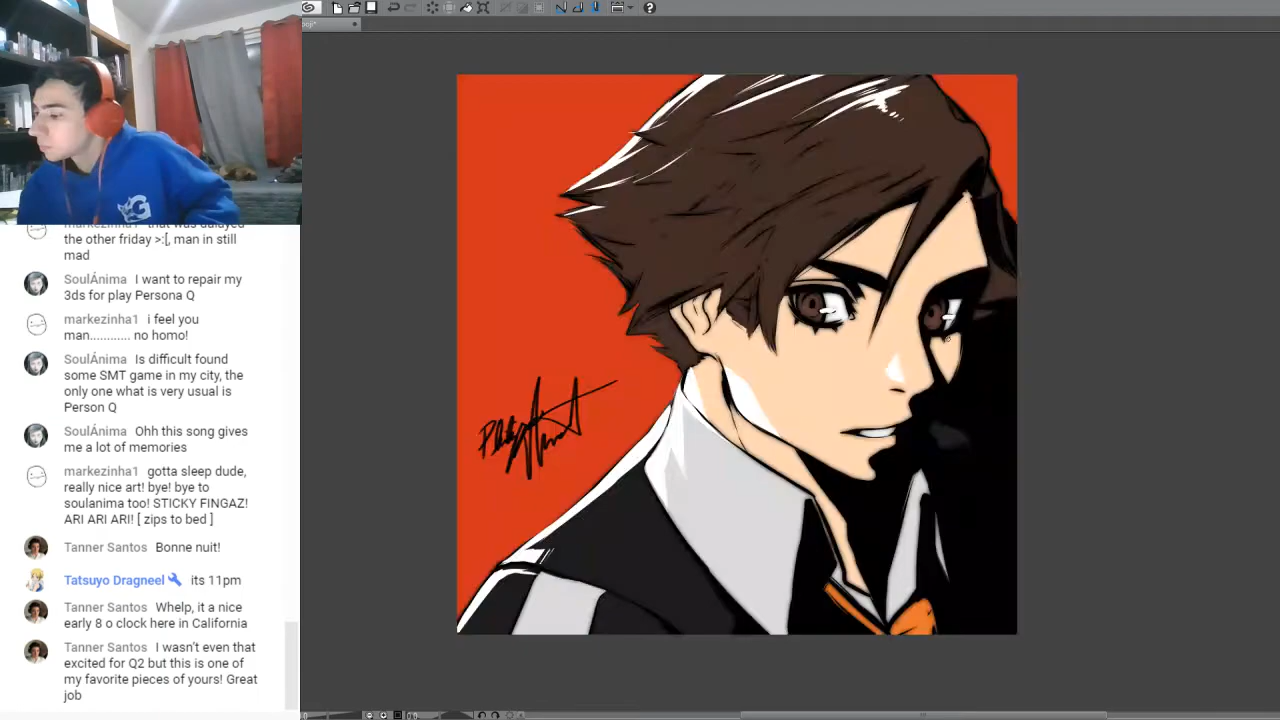 markezinha1 that was delayed
the other friday >:[, man in still
mad
SoulÁnima I want to repair my
3ds for play Persona Q
markezinha1 i feel you
man............ no homo!
SoulÁnima Is difficult found
some SMT game in my city, the
only one what is very usual is
Person Q
SoulÁnima Ohh this song gives
me a lot of memories
markezinha1 gotta sleep dude,
really nice art! bye! bye to
soulanima too! STICKY FINGAZ!
ARI ARI ARI! [ zips to bed ]
Tanner Santos Bonne nuit!
Tatsuyo Dragneel its 11pm
Tanner Santos Whelp, it a nice
early 8 o clock here in California
Tanner Santos I wasn't even that
excited for Q2 but this is one of
my favorite pieces of yours! Great
job